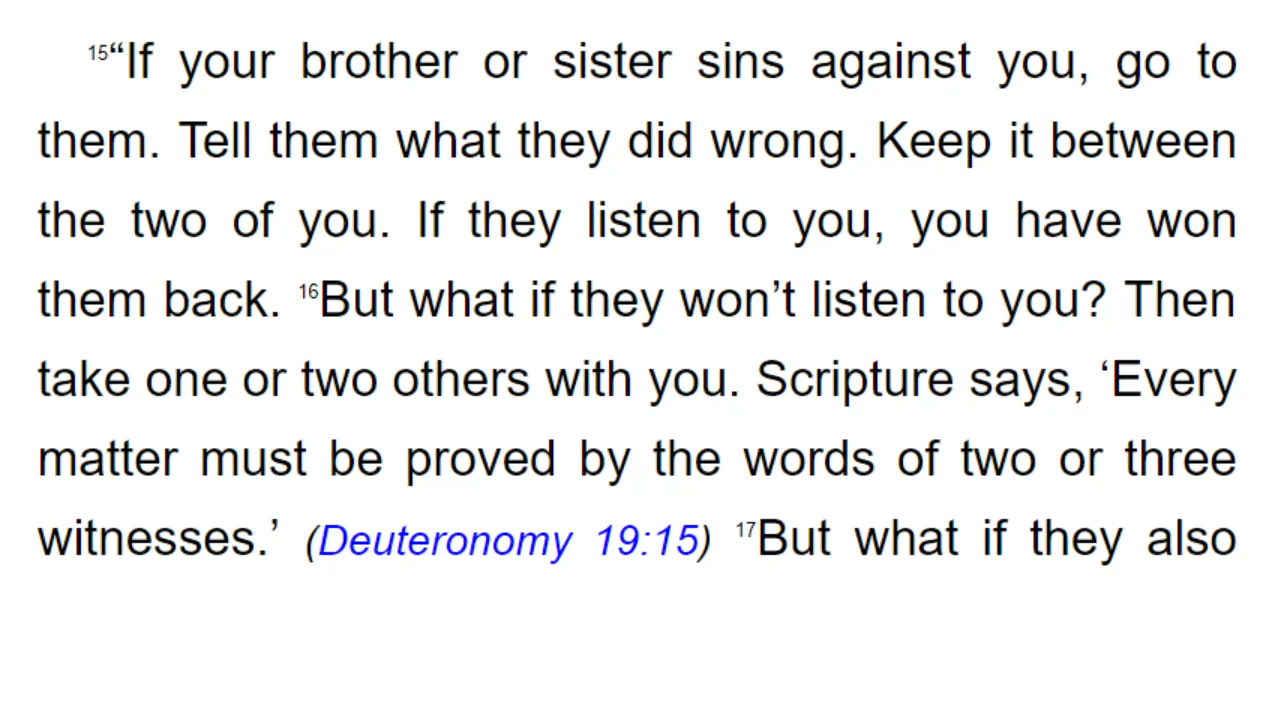 15“If your brother or sister sins against you, go to
them. Tell them what they did wrong. Keep it between
the two of you. If they listen to you, you have won
them back. 16But what if they won’t listen to you? Then
take one or two others with you. Scripture says, ‘Every
matter must be proved by the words of two or three
witnesses.’ (Deuteronomy 19:15) 17But what if they also